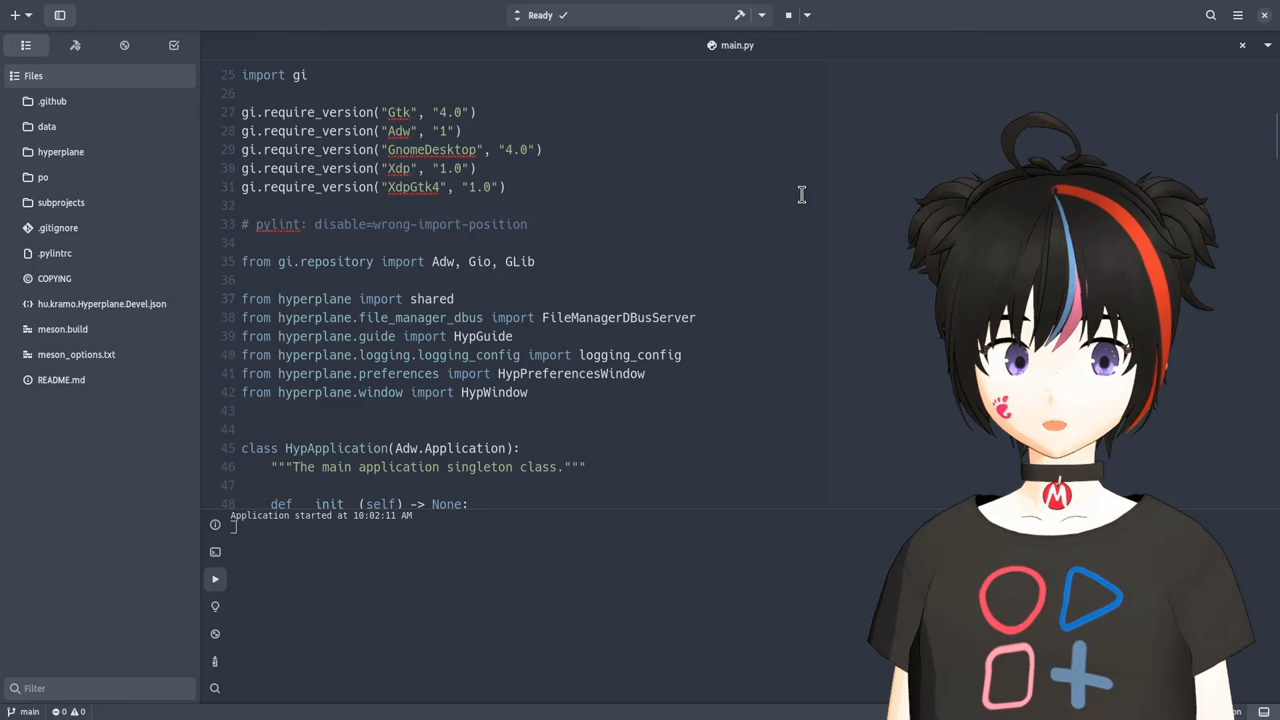 Ready
main.py
Files
.github
data
hyperplane
po
subprojects
.gitignore
.pylintrc
COPYING
hu.kramo.Hyperplane.Devel.json
meson.build
meson_options.txt
README.md
Filter
main
0 0
25 import gi
26
27 gi.require_version("Gtk", "4.0")
28 gi.require_version("Adw", "1")
29 gi.require_version("GnomeDesktop", "4.0")
30 gi.require_version("Xdp", "1.0")
31 gi.require_version("XdpGtk4", "1.0")
32
33 # pylint: disable=wrong-import-position
34
35 from gi.repository import Adw, Gio, GLib
36
37 from hyperplane import shared
38 from hyperplane.file_manager_dbus import FileManagerDBusServer
39 from hyperplane.guide import HypGuide
40 from hyperplane.logging.logging_config import logging_config
41 from hyperplane.preferences import HypPreferencesWindow
42 from hyperplane.window import HypWindow
43
44
45 class HypApplication(Adw.Application):
46 """The main application singleton class."""
47
48 def __init__(self) -> None:
Application started at 10:02:11 AM
M